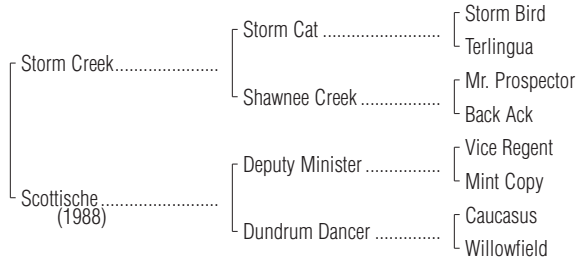 Storm Bird
Storm Cat ........................
Terlingua
Storm Creek.....................
Mr. Prospector
Shawnee Creek ................
Back Ack
Vice Regent
Deputy Minister ...............
Mint Copy
Scottische ........................
(1988)
Caucasus
Dundrum Dancer .............
Willowfield